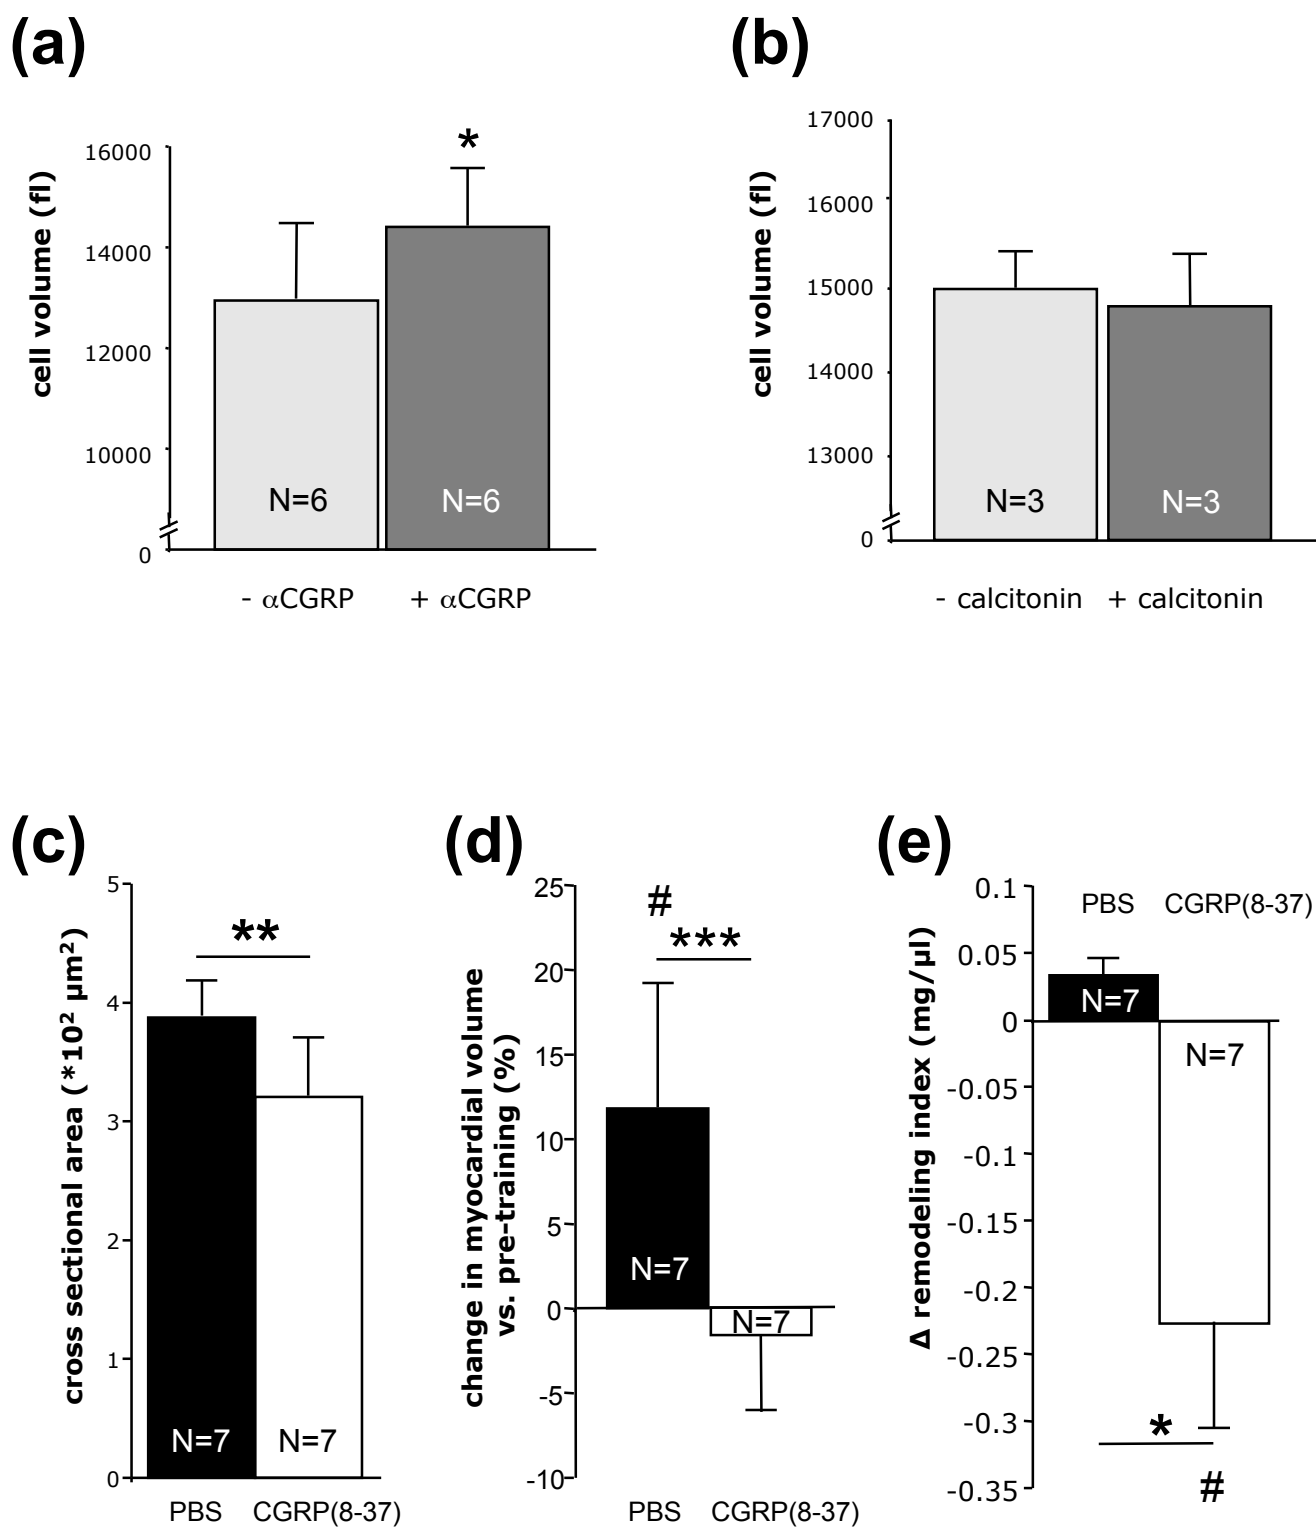 (a)
cell volume (fl)
16000
14000
12000
10000
0
*
N=6
N=6
- αCGRP
+ αCGRP
(b)
cell volume (fl)
17000
16000
15000
14000
13000
0
N=3
N=3
- calcitonin
+ calcitonin
(c)
cross sectional area (*10² µm²)
5
4
3
2
1
0
**
N=7
N=7
PBS
CGRP(8-37)
(d)
change in myocardial volume
vs. pre-training (%)
25
20
15
10
5
0
-5
-10
#
***
N=7
N=7
PBS
CGRP(8-37)
(e)
Δ remodeling index (mg/µl)
0.1
0.05
0
-0.05
-0.1
-0.15
-0.2
-0.25
-0.3
-0.35
PBS
CGRP(8-37)
N=7
N=7
*
#